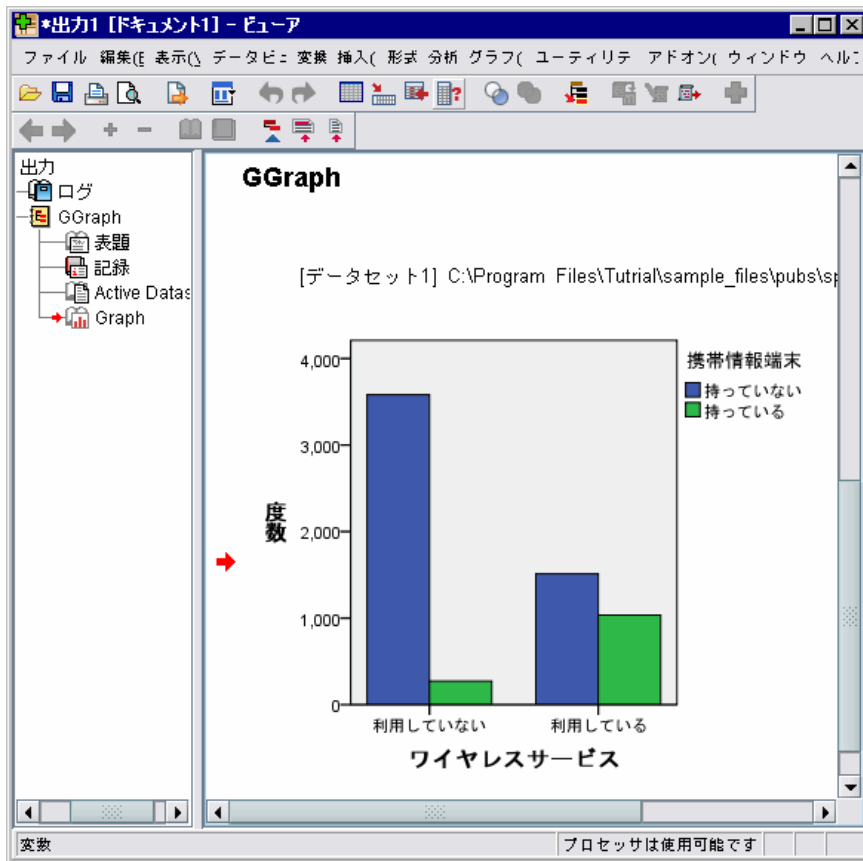 *出力1 [ドキュメント1] - ビューア
ファイル 編集(E 表示(\ データビ: 変換 挿入( 形式 分析 グラフ( ユーティリテ アドオン( ウィンドウ ヘル
出力
ログ
GGraph
表題
記録
Active Datas
Graph
GGraph
[データセット1] C:\Program Files\Tutrial\sample_files\pubs\sp
携帯情報端末
持っていない
持っている
4,000
3,000
2,000
1,000
0
度数
利用していない 利用している
ワイヤレスサービス
変数 プロセッサは使用可能です